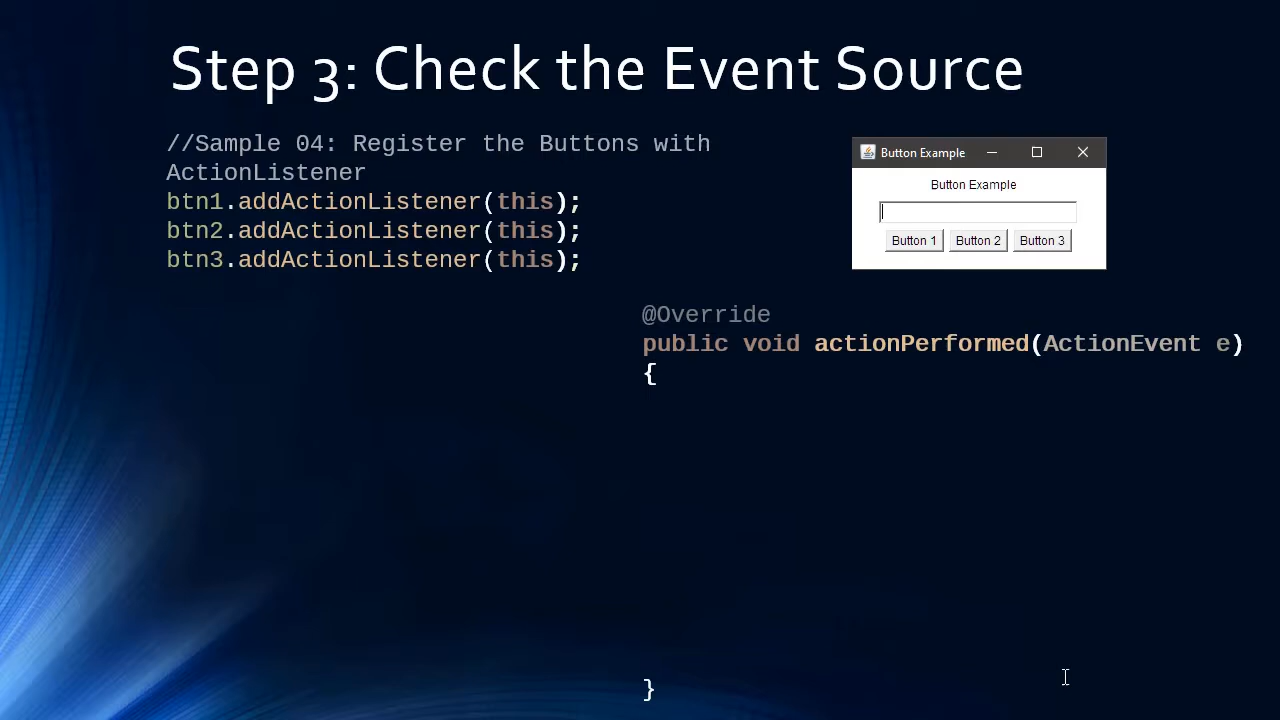 Step 3: Check the Event Source
//Sample 04: Register the Buttons with
ActionListener
btn1.addActionListener(this);
btn2.addActionListener(this);
btn3.addActionListener(this);
Button Example
Button Example
Button 1 Button 2 Button 3
@Override
public void actionPerformed(ActionEvent e)
{
}